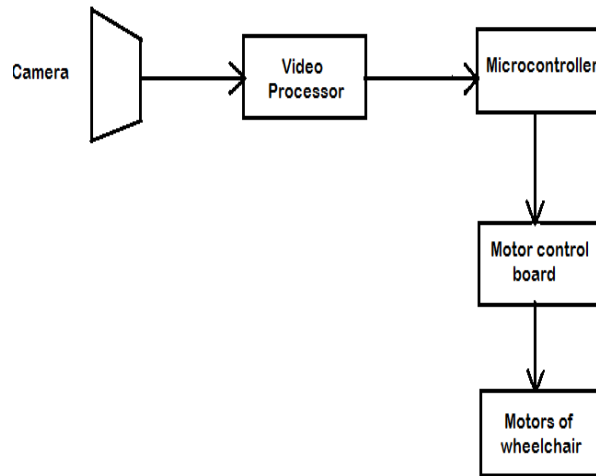 Camera
Video
Processor
Microcontroller
Motor control
board
Motors of
wheelchair